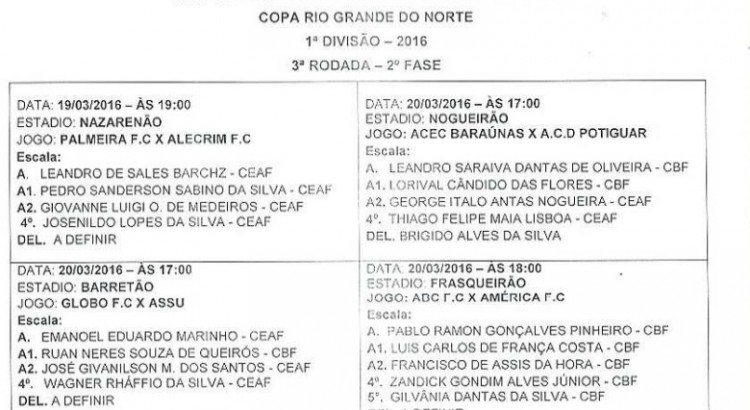 COPA RIO GRANDE DO NORTE
1ª DIVISÃO – 2016
3ª RODADA – 2º FASE
DATA: 19/03/2016 – ÀS 19:00
ESTADIO: NAZARENÃO
JOGO: PALMEIRA F.C X ALECRIM F.C
Escala:
A. LEANDRO DE SALES BARCHZ - CEAF
A1. PEDRO SANDERSON SABINO DA SILVA - CEAF
A2. GIOVANNE LUIGI O. DE MEDEIROS - CEAF
4º. JOSENILDO LOPES DA SILVA - CEAF
DEL. A DEFINIR
DATA: 20/03/2016 – ÀS 17:00
ESTADIO: NOGUEIRÃO
JOGO: ACEC BARAÚNAS X A.C.D POTIGUAR
Escala:
A. LEANDRO SARAIVA DANTAS DE OLIVEIRA - CBF
A1. LORIVAL CÂNDIDO DAS FLORES - CBF
A2. GEORGE ITALO ANTAS NOGUEIRA - CEAF
4º. THIAGO FELIPE MAIA LISBOA - CEAF
DEL. BRIGIDO ALVES DA SILVA
DATA: 20/03/2016 – ÀS 17:00
ESTADIO: BARRETÃO
JOGO: GLOBO F.C X ASSU
Escala:
A. EMANOEL EDUARDO MARINHO - CEAF
A1. RUAN NERES SOUZA DE QUEIRÓS - CBF
A2. JOSÉ GIVANILSON M. DOS SANTOS - CEAF
4º. WAGNER RHÁFFIO DA SILVA - CEAF
DEL. A DEFINIR
DATA: 20/03/2016 – ÀS 18:00
ESTADIO: FRASQUEIRÃO
JOGO: ABC F.C X AMÉRICA F.C
Escala:
A. PABLO RAMON GONÇALVES PINHEIRO - CBF
A1. LUIS CARLOS DE FRANÇA COSTA - CBF
A2. FRANCISCO DE ASSIS DA HORA - CBF
4º. ZANDICK GONDIM ALVES JÚNIOR - CBF
5º. GILVÂNIA DANTAS DA SILVA - CBF